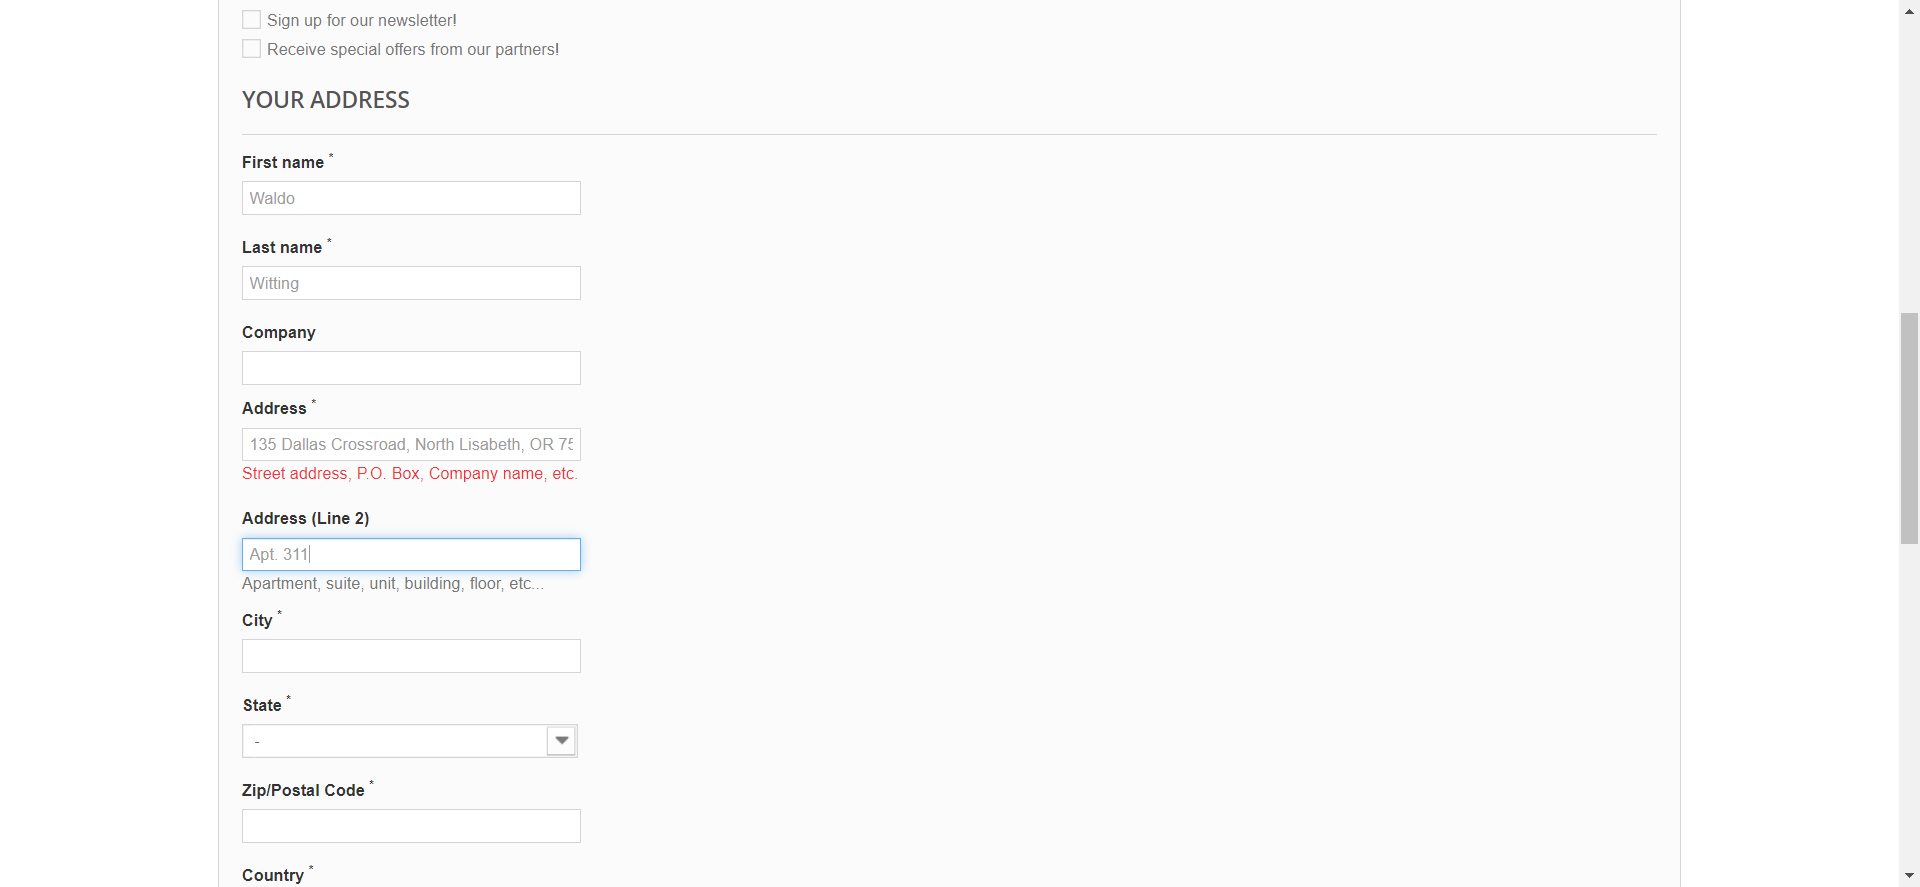 Sign up for our newsletter!
Receive special offers from our partners!
YOUR ADDRESS
First name *
Waldo
Last name *
Witting
Company
Address *
135 Dallas Crossroad, North Lisabeth, OR 75
Street address, P.O. Box, Company name, etc.
Address (Line 2)
Apt. 311
Apartment, suite, unit, building, floor, etc...
City *
State *
-
Zip/Postal Code *
Country *